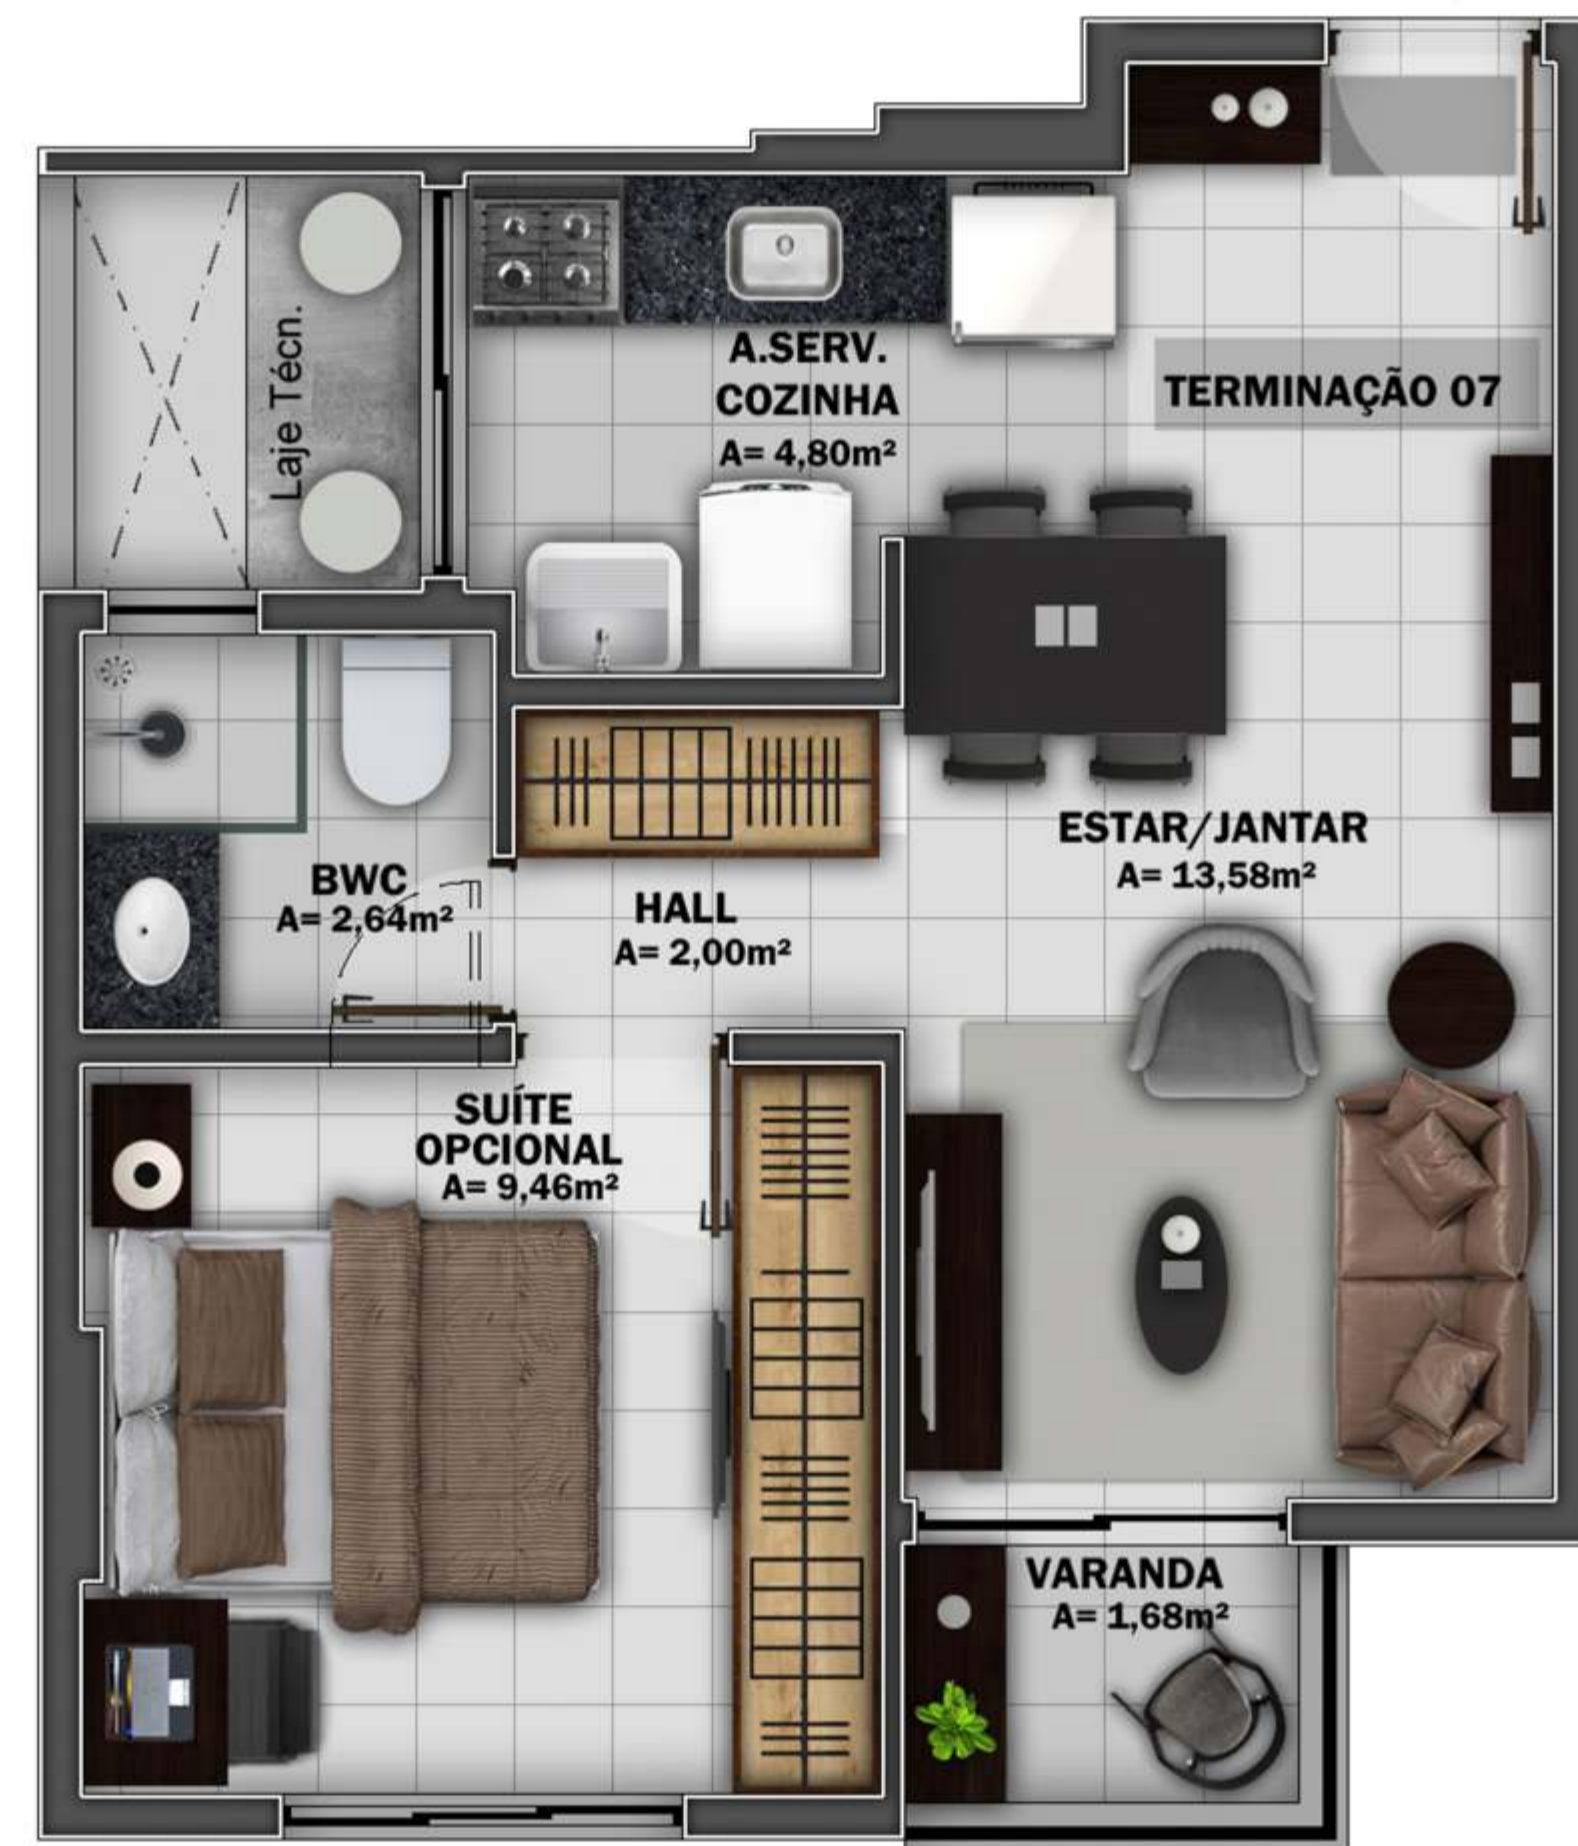 Laje Técn.
A.SERV.
COZINHA
A= 4,80m²
TERMINAÇÃO 07
ESTAR/JANTAR
A= 13,58m²
BWC
A= 2,64m²
HALL
A= 2,00m²
SUÍTE
OPCIONAL
A= 9,46m²
VARANDA
A= 1,68m²